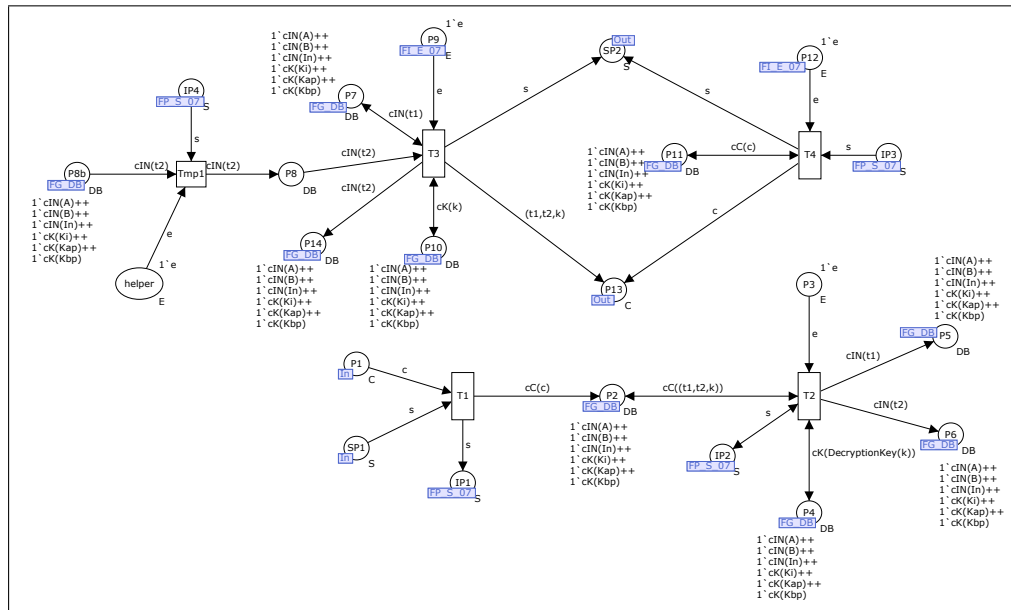 1`e
P9
FI_E_07
E
Out
SP2
S
1`e
P12
FI_E_07
E
1`cIN(A)++
1`cIN(B)++
1`cIN(In)++
1`cK(Ki)++
1`cK(Kap)++
1`cK(Kbp)
P7
FG_DB
DB
cIN(t1)
e
s
s
e
IP4
FP_S_07
S
s
T3
T4
s
IP3
FP_S_07
S
P11
FG_DB
DB
cC(c)
1`cIN(A)++
1`cIN(B)++
1`cIN(In)++
1`cK(Ki)++
1`cK(Kap)++
1`cK(Kbp)
P8b
FG_DB
DB
cIN(t2)
Tmp1
cIN(t2)
P8
DB
cIN(t2)
cIN(t2)
1`cIN(A)++
1`cIN(B)++
1`cIN(In)++
1`cK(Ki)++
1`cK(Kap)++
1`cK(Kbp)
e
helper
1`e
E
cK(k)
(t1,t2,k)
c
P14
FG_DB
DB
1`cIN(A)++
1`cIN(B)++
1`cIN(In)++
1`cK(Ki)++
1`cK(Kap)++
1`cK(Kbp)
P10
FG_DB
DB
1`cIN(A)++
1`cIN(B)++
1`cIN(In)++
1`cK(Ki)++
1`cK(Kap)++
1`cK(Kbp)
P13
Out
C
1`e
P3
E
e
1`cIN(A)++
1`cIN(B)++
1`cIN(In)++
1`cK(Ki)++
1`cK(Kap)++
1`cK(Kbp)
P5
FG_DB
DB
cIN(t1)
P1
In
C
c
T1
cC(c)
P2
FG_DB
DB
cC((t1,t2,k))
T2
cIN(t2)
s
SP1
In
S
s
IP1
FP_S_07
S
1`cIN(A)++
1`cIN(B)++
1`cIN(In)++
1`cK(Ki)++
1`cK(Kap)++
1`cK(Kbp)
s
IP2
FP_S_07
S
cK(DecryptionKey(k))
P6
FG_DB
DB
1`cIN(A)++
1`cIN(B)++
1`cIN(In)++
1`cK(Ki)++
1`cK(Kap)++
1`cK(Kbp)
P4
FG_DB
DB
1`cIN(A)++
1`cIN(B)++
1`cIN(In)++
1`cK(Ki)++
1`cK(Kap)++
1`cK(Kbp)